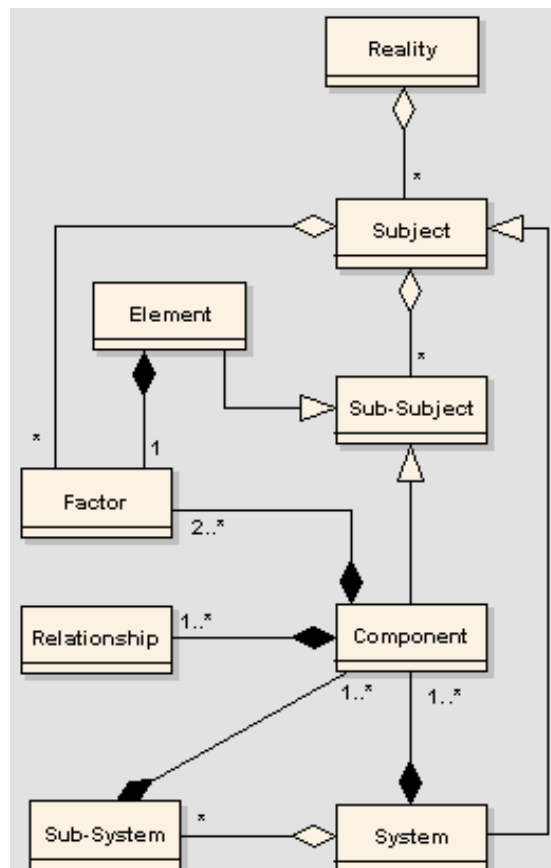 Reality
*
Subject
Element
*
Sub-Subject
*
1
Factor
2..*
1..*
Relationship
Component
1..*
1..*
*
Sub-System
System